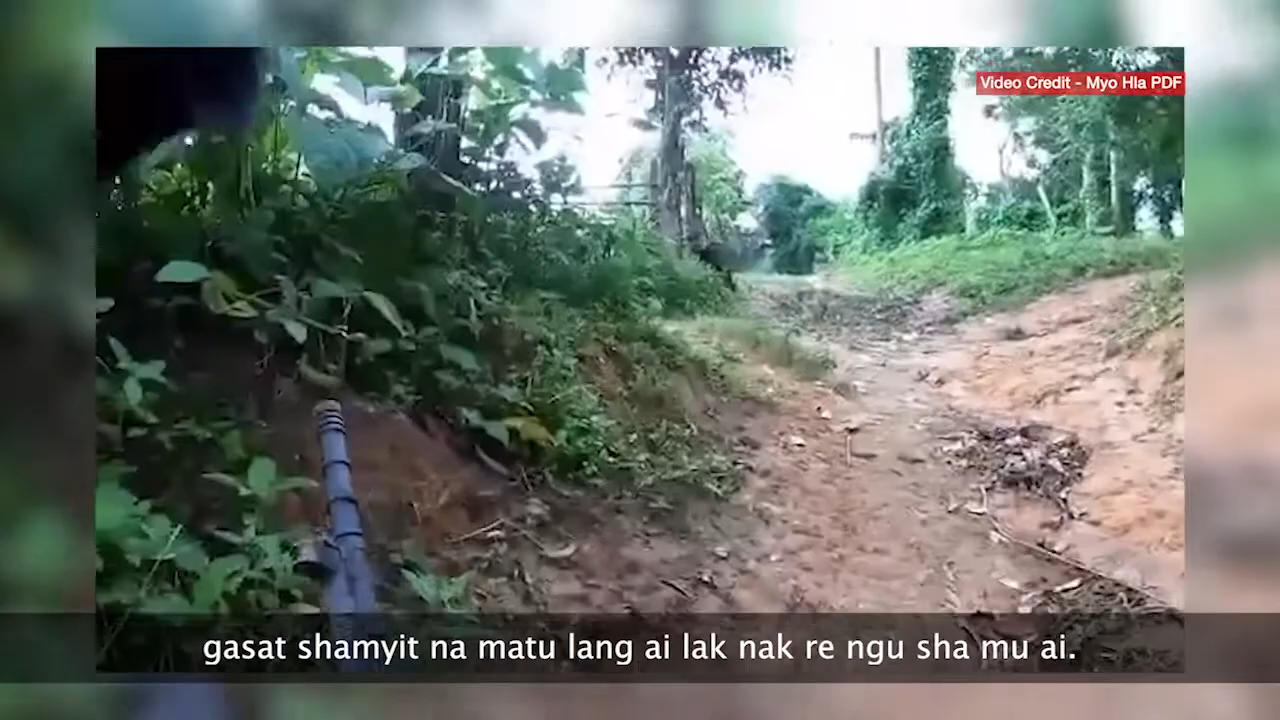 Video Credit - Myo Hla PDF
gasat shamyit na matu lang ai lak nak re ngu sha mu ai.